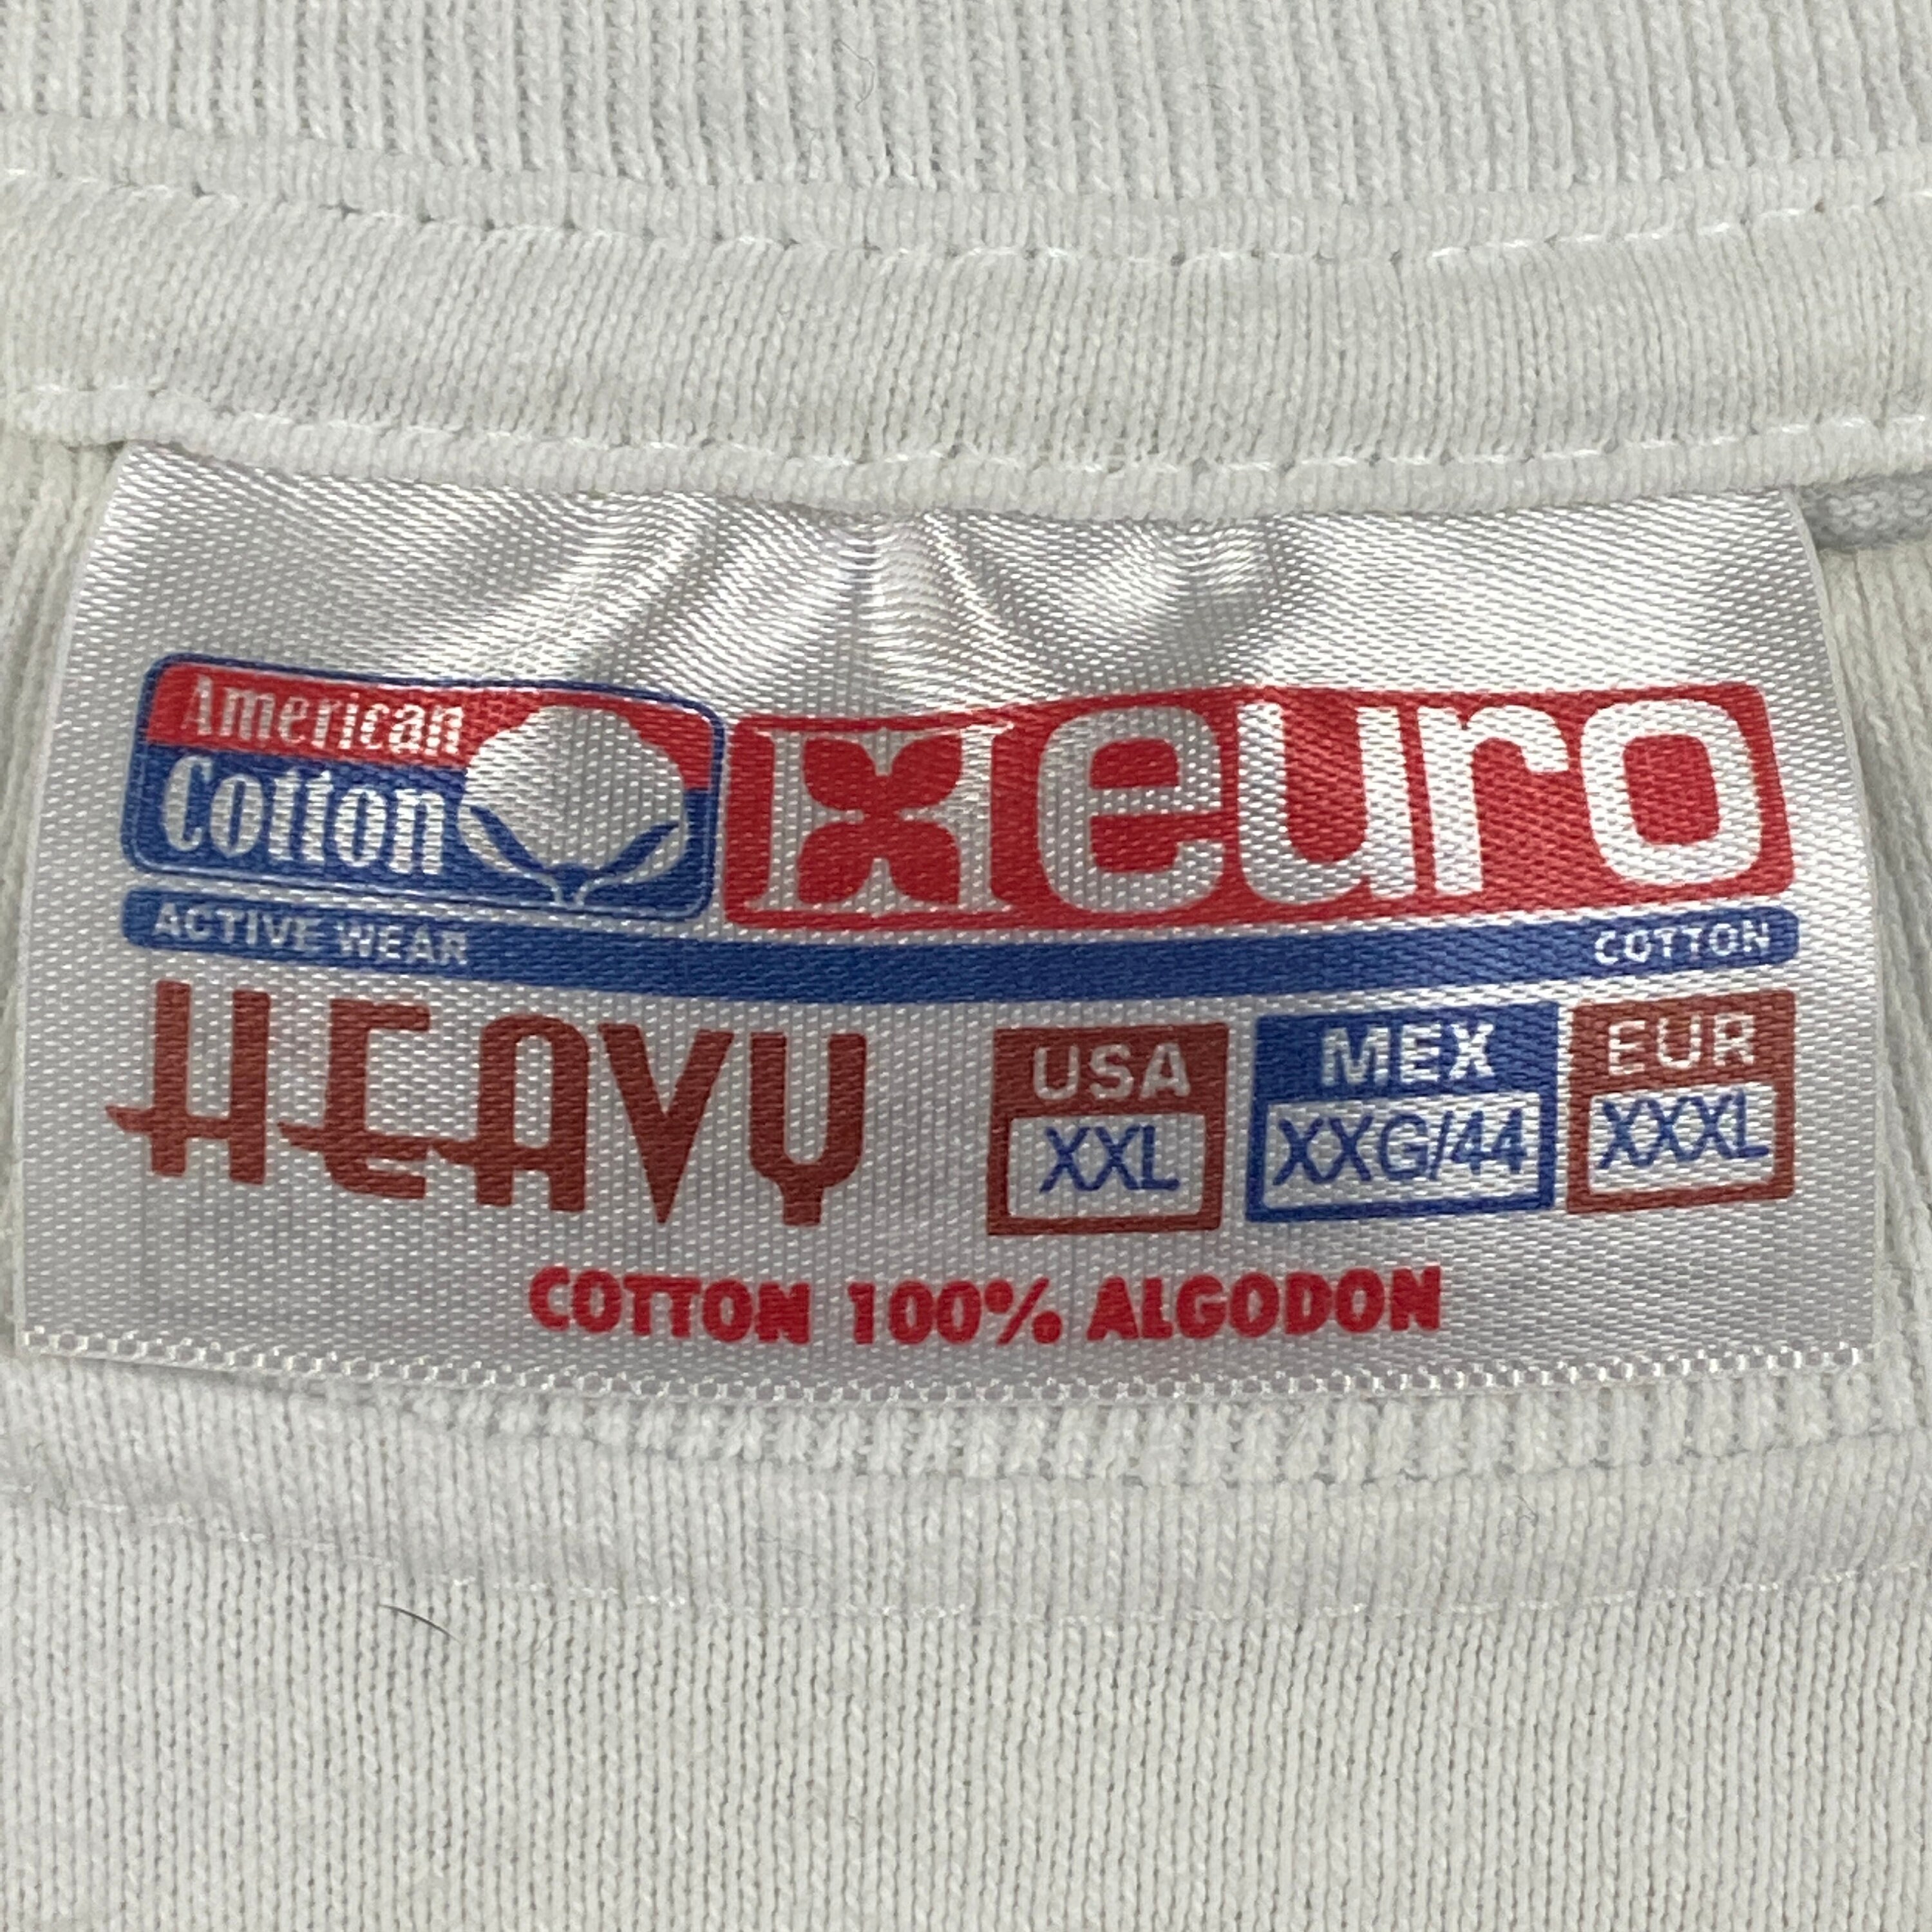 American
Cotton
euro
ACTIVE WEAR COTTON
HEAVY
USA MEX EUR
XXL XXG/44 XXXL
COTTON 100% ALGODON